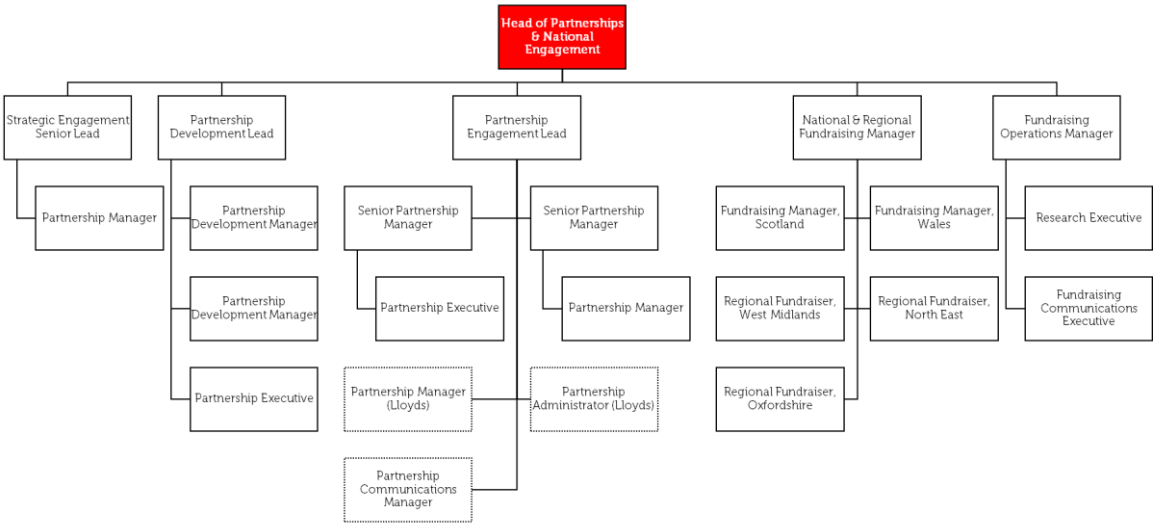 Head of Partnerships
& National
Engagement
Strategic Engagement
Senior Lead
Partnership
Development Lead
Partnership
Engagement Lead
National & Regional
Fundraising Manager
Fundraising
Operations Manager
Partnership Manager
Partnership
Development Manager
Senior Partnership
Manager
Senior Partnership
Manager
Fundraising Manager,
Scotland
Fundraising Manager,
Wales
Research Executive
Partnership
Development Manager
Partnership Executive
Partnership Manager
Regional Fundraiser,
West Midlands
Regional Fundraiser,
North East
Fundraising
Communications
Executive
Partnership Executive
Partnership Manager
(Lloyds)
Partnership
Administrator (Lloyds)
Regional Fundraiser,
Oxfordshire
Partnership
Communications
Manager